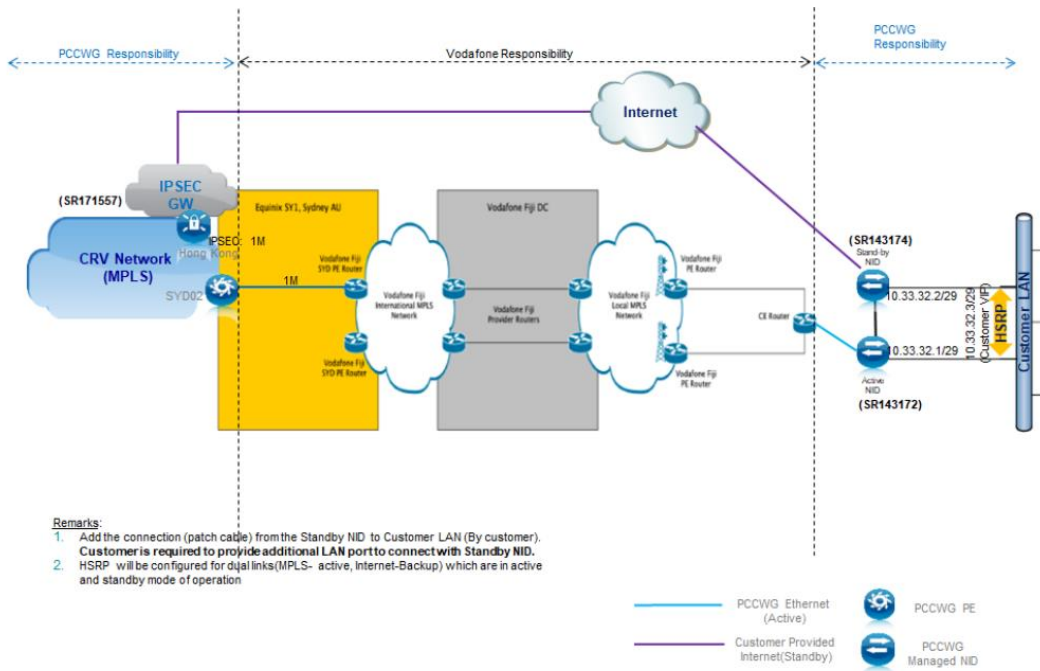 PCCWG Responsibility
Vodafone Responsibility
PCCWG
Responsibility
Internet
IPSEC
GW
(SR171557)
Equinix SY1, Sydney AU
Vodafone Fiji DC
IPSEC: 1M
Hong Kong
CRV Network
(MPLS)
SYD02
1M
Vodafone Fiji
SYD PE Router
Vodafone Fiji
International MPLS
Network
Vodafone Fiji
SYD PE Router
Vodafone Fiji
Provider Routers
Vodafone Fiji
Local MPLS
Network
Vodafone Fiji
PE Router
Vodafone Fiji
PE Router
CE Router
(SR143174)
Stand-by
NID
10.33.32.2/29
10.33.32.1/29
Active
NID
(SR143172)
10.33.32.3/29
(Customer VIP)
HSRP
Customer LAN
Remarks:
1. Add the connection (patch cable) from the Standby NID to Customer LAN (By customer).
Customer is required to provide additional LAN port to connect with Standby NID.
2. HSRP will be configured for dual links(MPLS- active, Internet-Backup) which are in active
and standby mode of operation
PCCWG Ethernet
(Active)
PCCWG PE
Customer Provided
Internet(Standby)
PCCWG
Managed NID